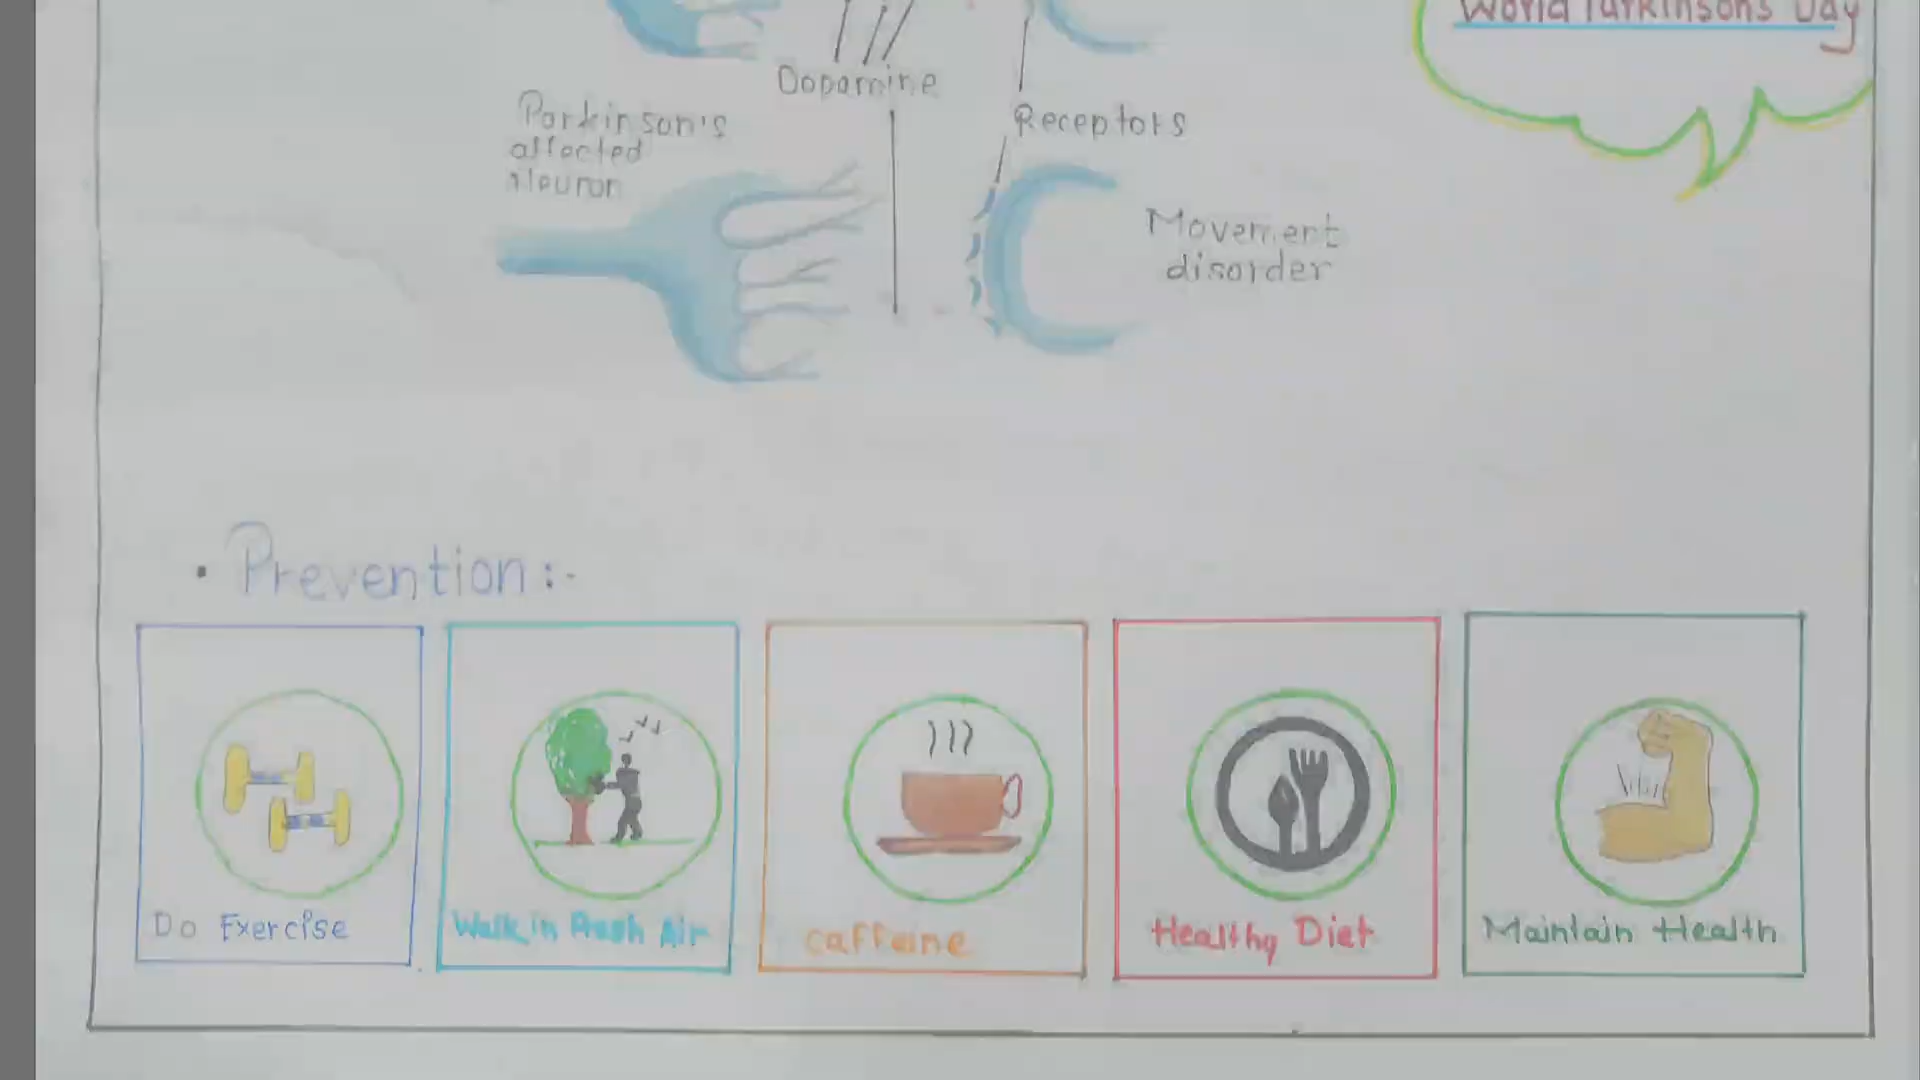 World Parkinsons Day
Dopamine
Receptors
Parkinson's
affected
Neuron
Movement
disorder
• Prevention:-
Do Exercise
Walk in Fresh Air
Caffeine
Healthy Diet
Maintain Health